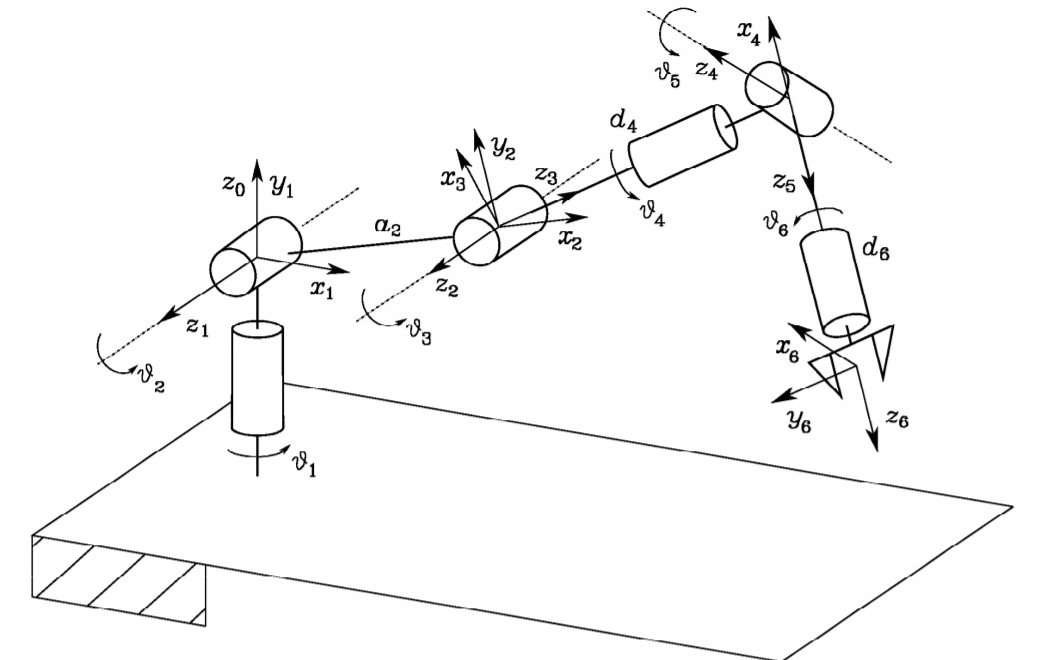 x₄
ϑ₅ z₄
d₄
y₂
x₃ z₃ z₅
z₀ y₁ ϑ₄ ϑ₆
a₂ x₂ d₆
x₁ z₂
z₁ ϑ₃
x₆
ϑ₂
y₆ z₆
ϑ₁